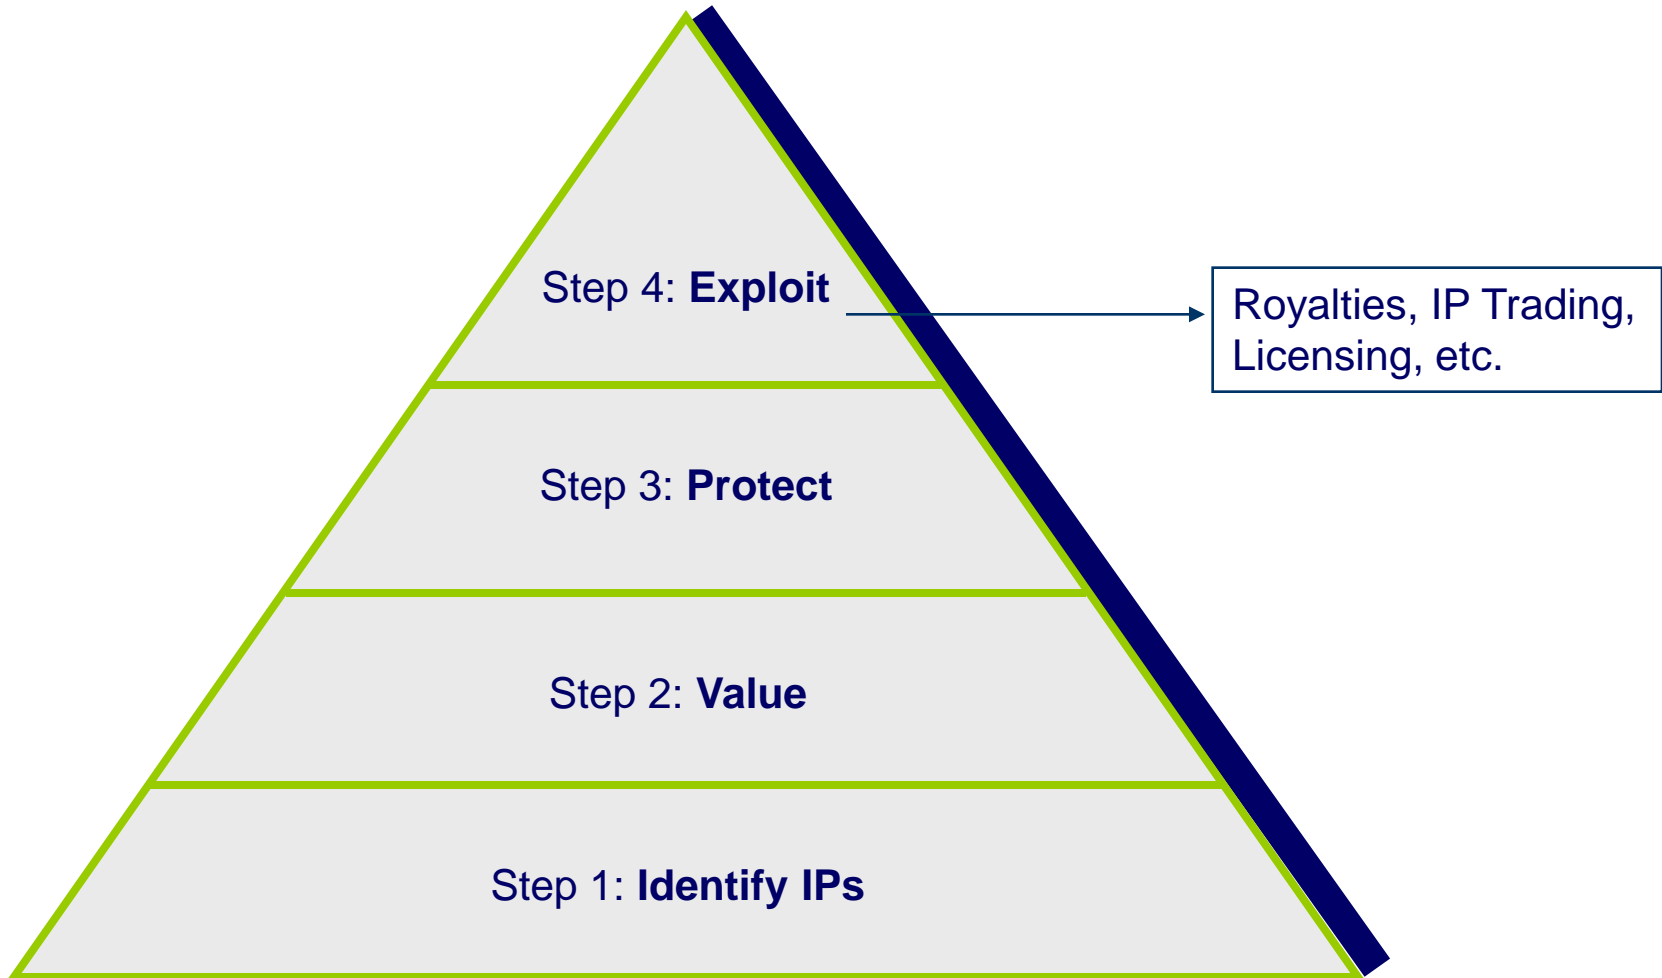 Step 4: Exploit
Royalties, IP Trading,
Licensing, etc.
Step 3: Protect
Step 2: Value
Step 1: Identify IPs